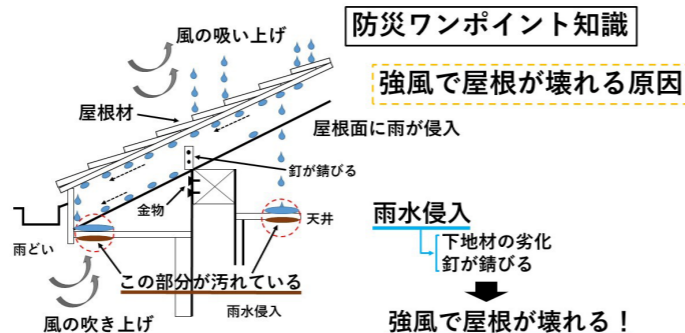 防災ワンポイント知識
風の吸い上げ
強風で屋根が壊れる原因
屋根材
屋根面に雨が侵入
釘が錆びる
金物
天井
雨水侵入
下地材の劣化
釘が錆びる
雨どい
この部分が汚れている
雨水侵入
風の吹き上げ
強風で屋根が壊れる！